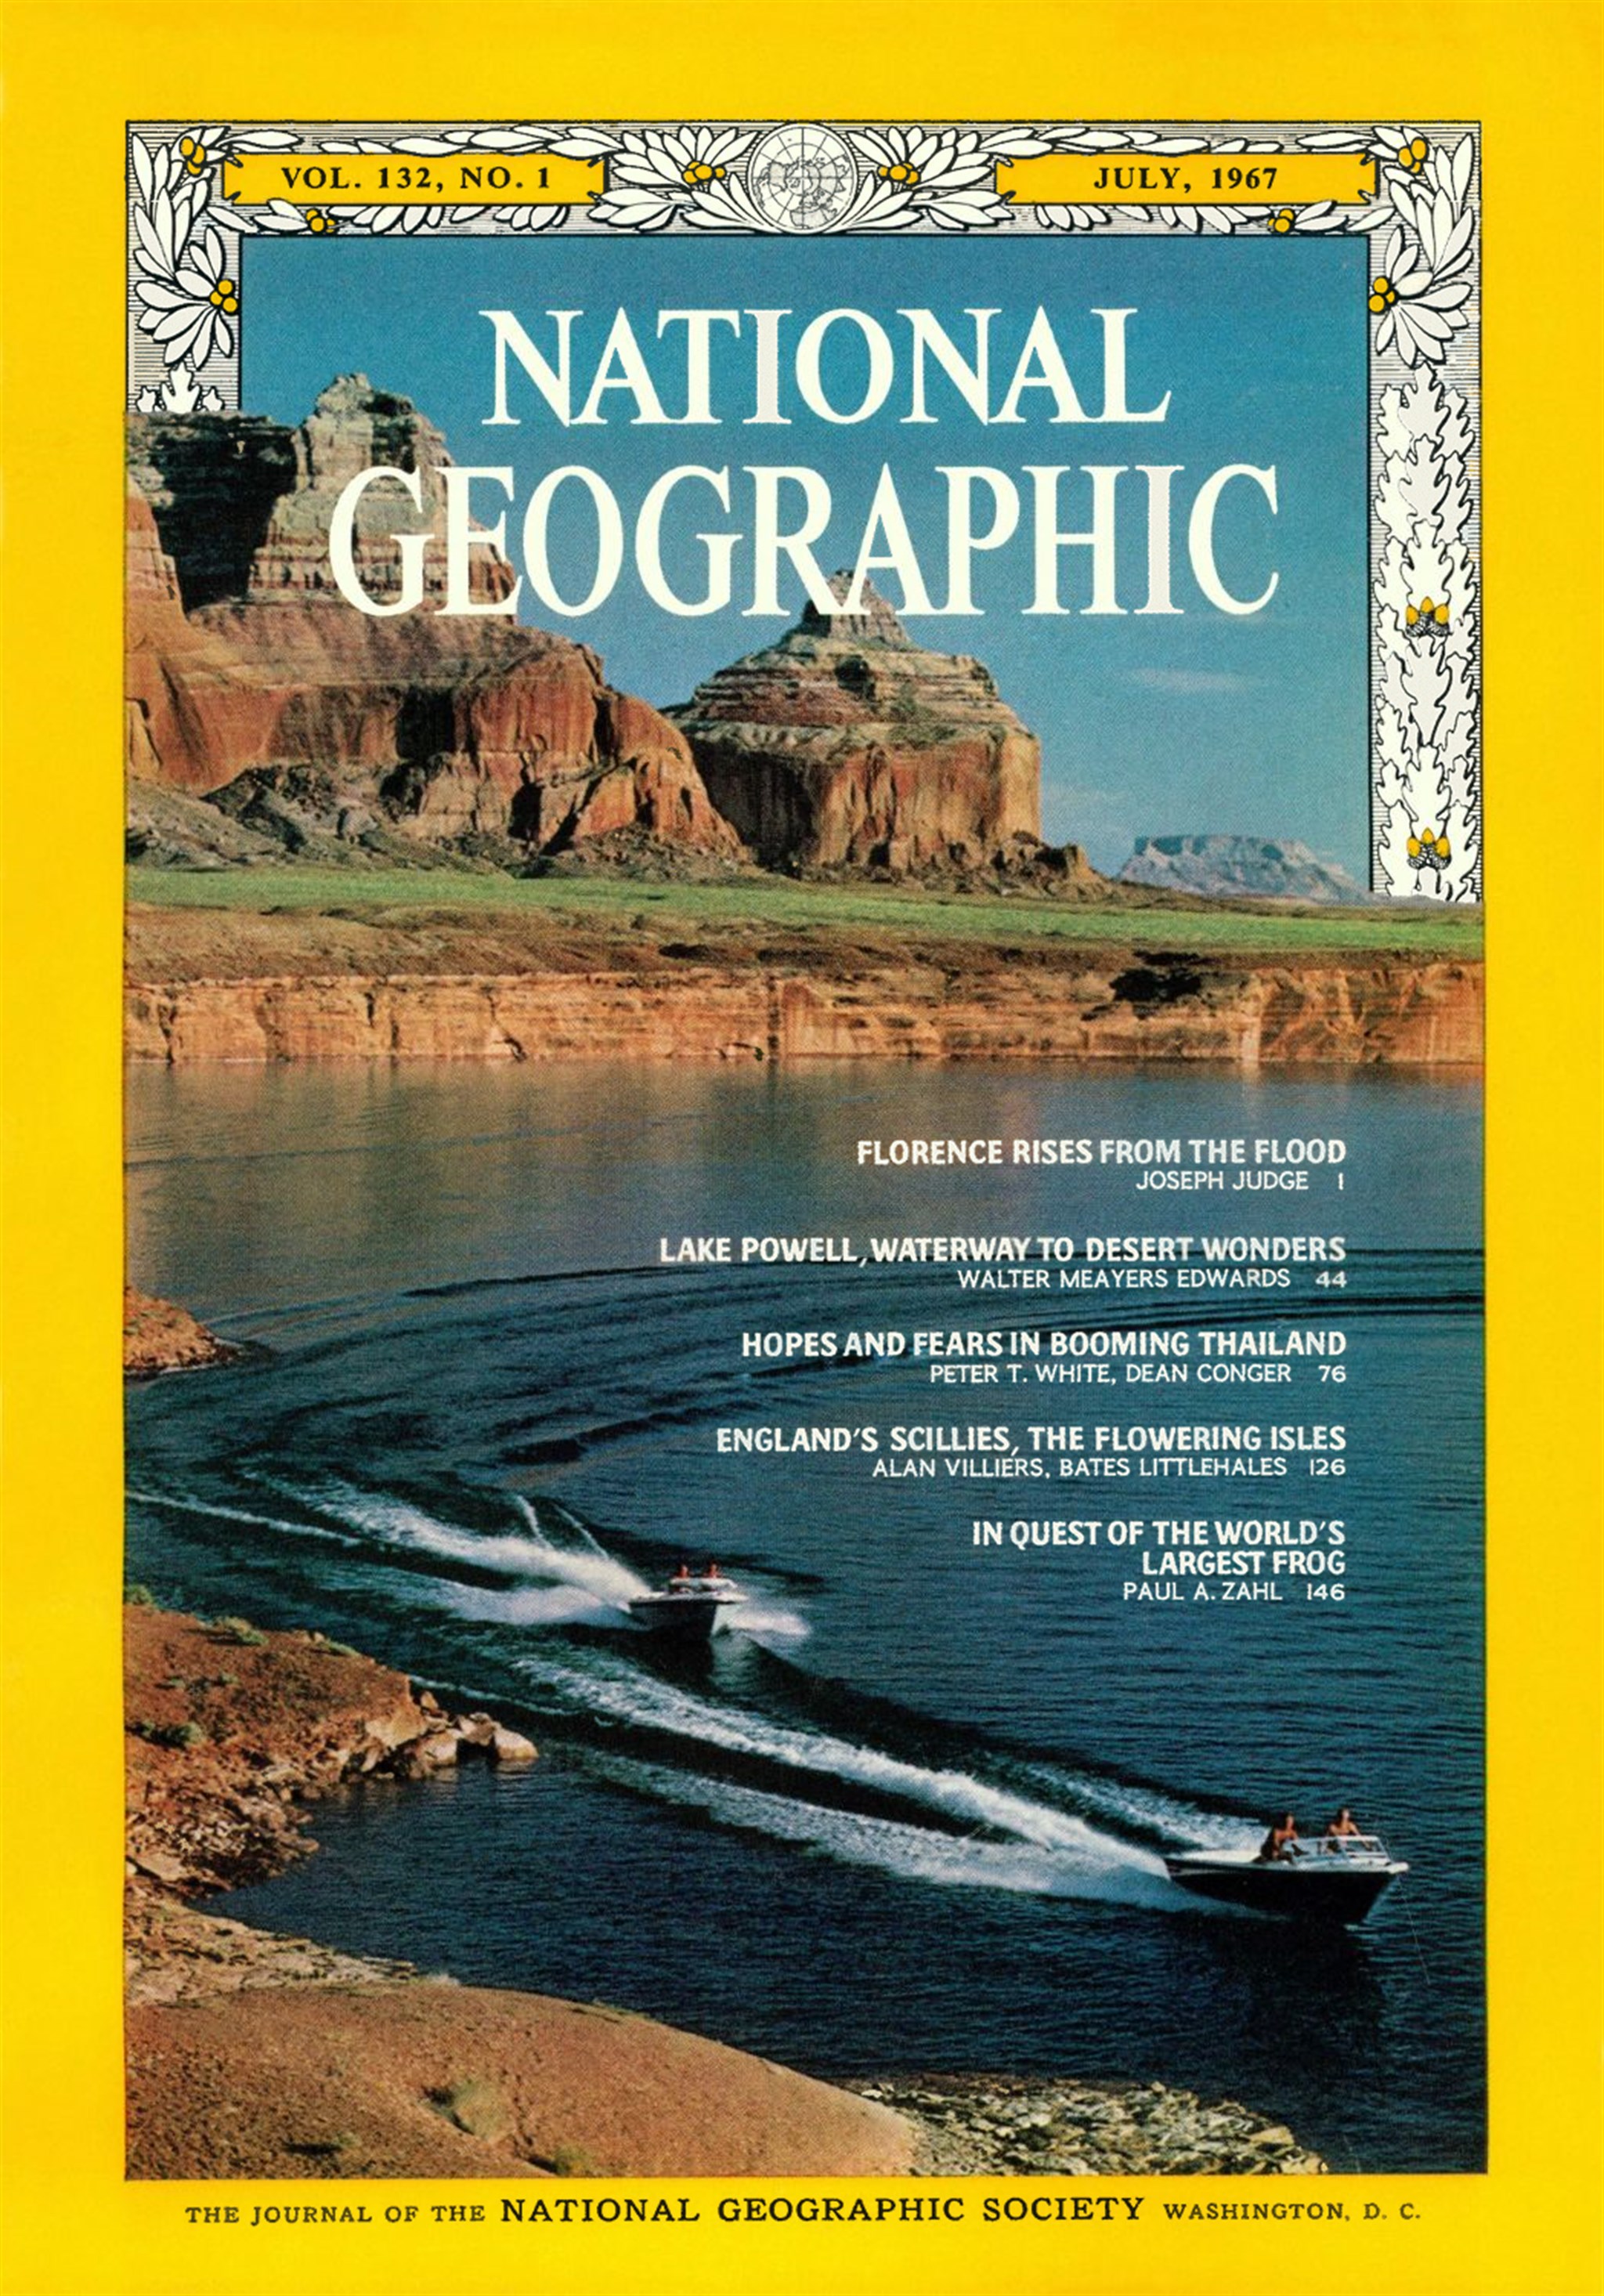 VOL. 132, NO. 1
JULY, 1967
NATIONAL
GEOGRAPHIC
FLORENCE RISES FROM THE FLOOD
JOSEPH JUDGE 1
LAKE POWELL, WATERWAY TO DESERT WONDERS
WALTER MEAYERS EDWARDS 44
HOPES AND FEARS IN BOOMING THAILAND
PETER T. WHITE, DEAN CONGER 76
ENGLAND'S SCILLIES, THE FLOWERING ISLES
ALAN VILLIERS, BATES LITTLEHALES 126
IN QUEST OF THE WORLD'S
LARGEST FROG
PAUL A. ZAHL 146
THE JOURNAL OF THE NATIONAL GEOGRAPHIC SOCIETY WASHINGTON, D. C.